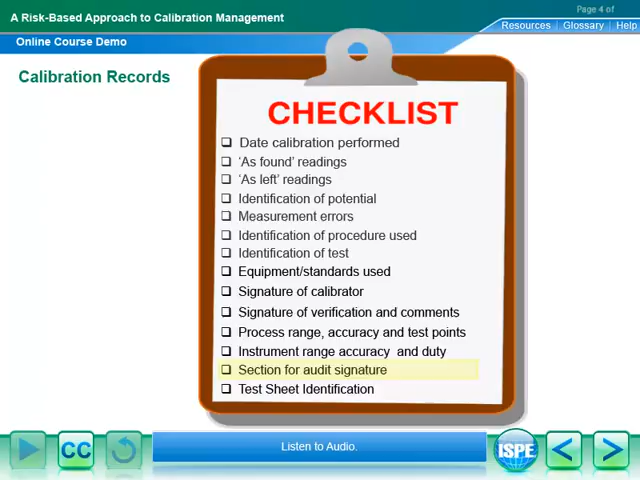 Page 4 of
A Risk-Based Approach to Calibration Management
Resources | Glossary | Help
Online Course Demo
Calibration Records
CHECKLIST
Date calibration performed
‘As found’ readings
‘As left’ readings
Identification of potential
Measurement errors
Identification of procedure used
Identification of test
Equipment/standards used
Signature of calibrator
Signature of verification and comments
Process range, accuracy and test points
Instrument range accuracy and duty
Section for audit signature
Test Sheet Identification
CC
Listen to Audio.
ISPE